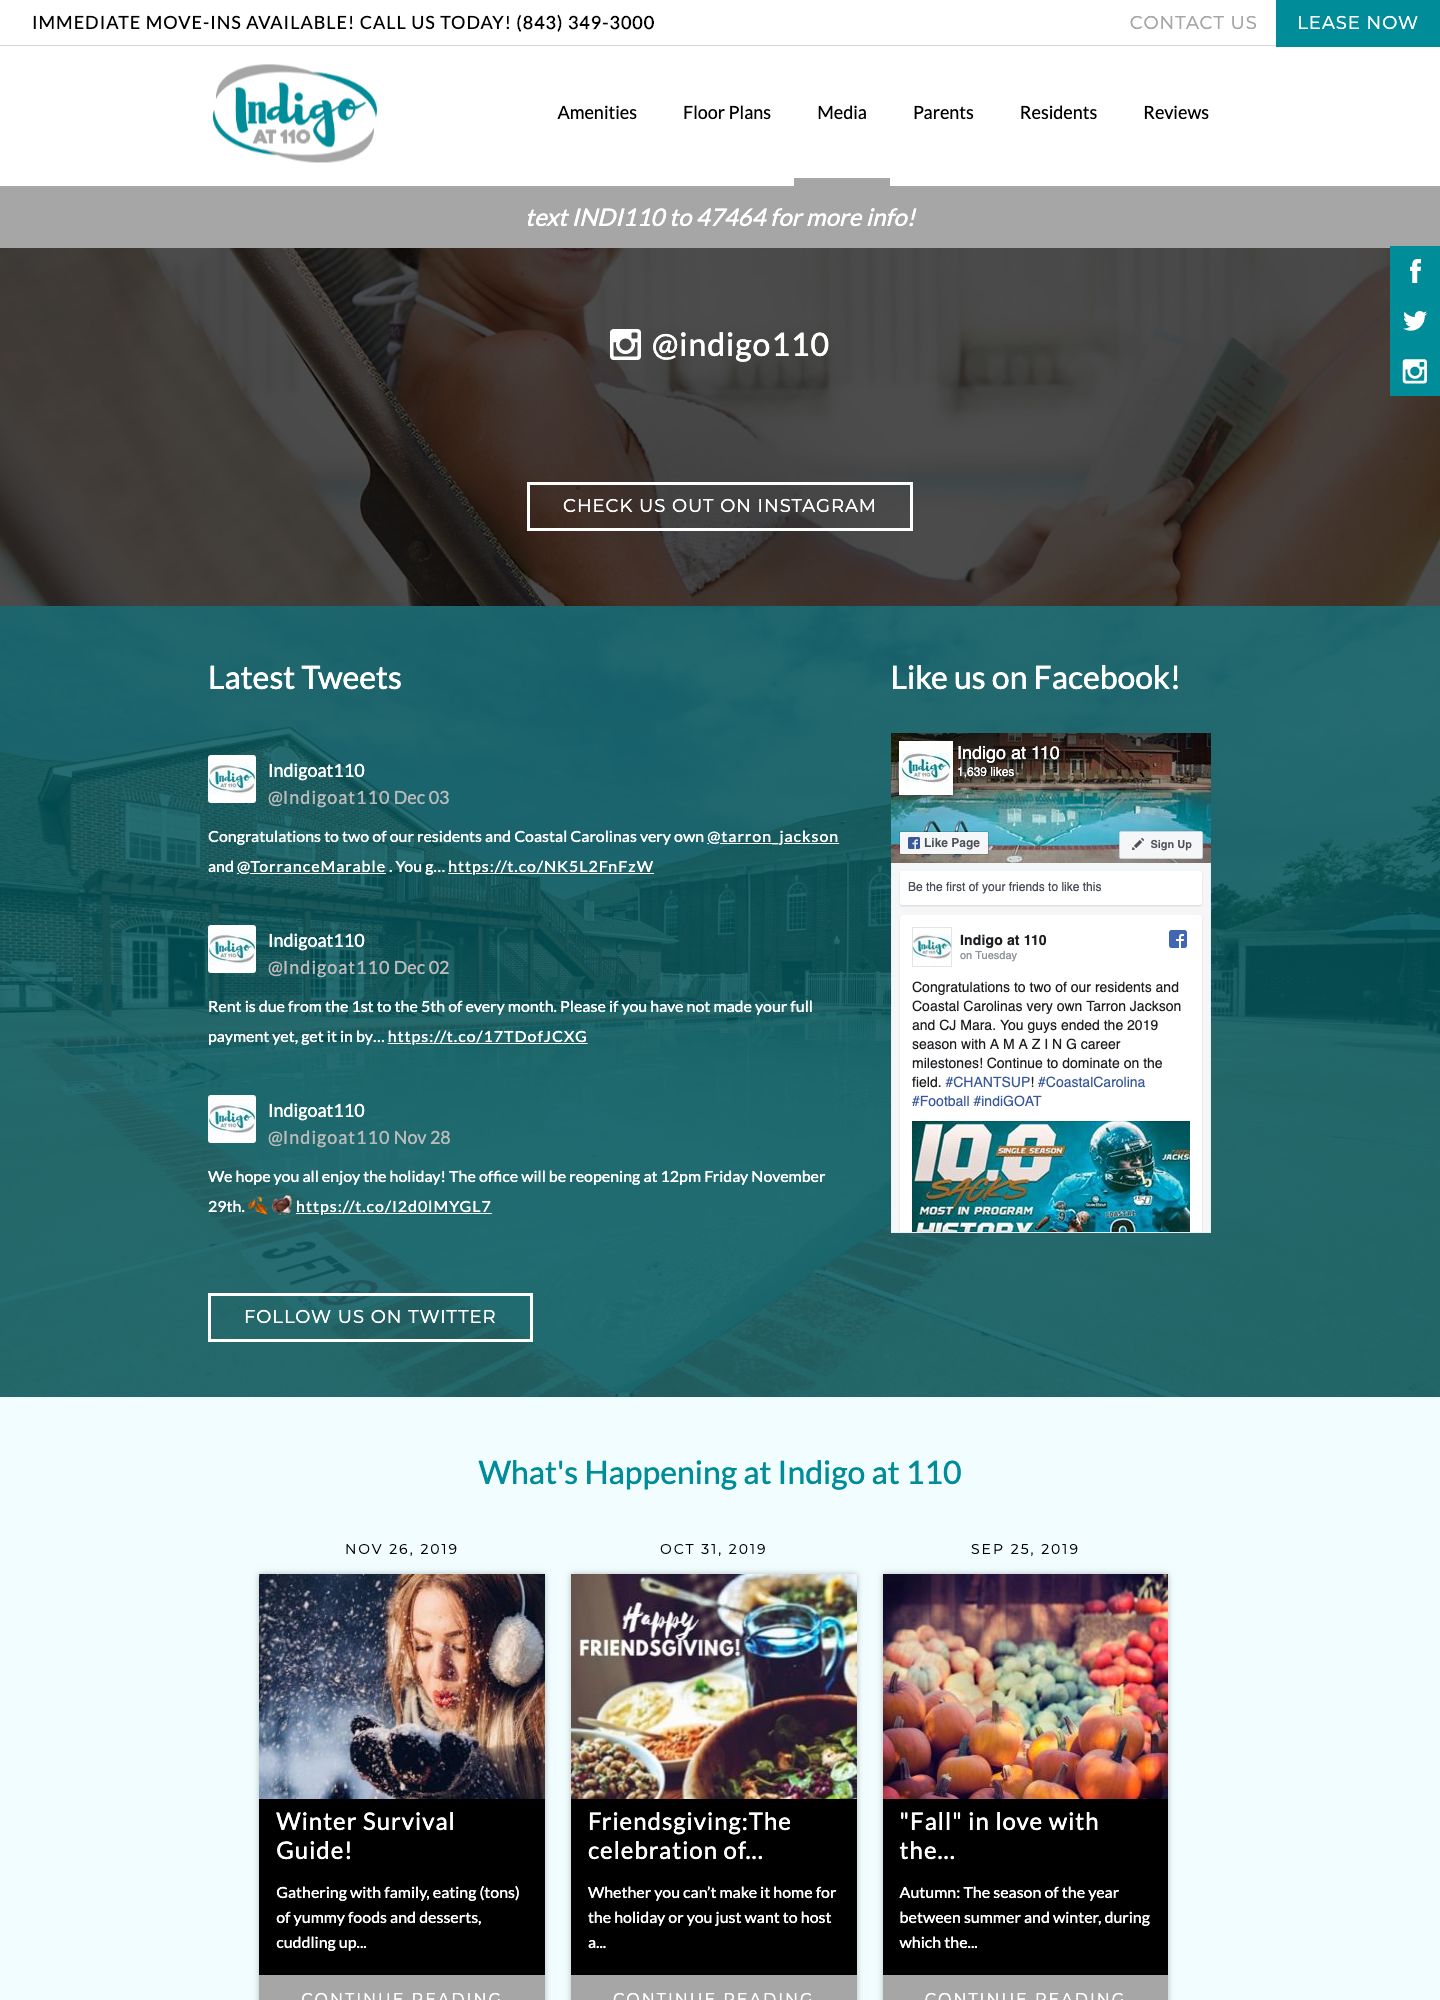 IMMEDIATE MOVE-INS AVAILABLE! CALL US TODAY! (843) 349-3000
CONTACT US
LEASE NOW
Indigo
AT 110
Amenities
Floor Plans
Media
Parents
Residents
Reviews
text INDI110 to 47464 for more info!
@indigo110
CHECK US OUT ON INSTAGRAM
Latest Tweets
Indigoat110
@Indigoat110 Dec 03
Congratulations to two of our residents and Coastal Carolinas very own @tarron_jackson
and @TorranceMarable . You g... https://t.co/NK5L2FnFzW
Indigoat110
@Indigoat110 Dec 02
Rent is due from the 1st to the 5th of every month. Please if you have not made your full
payment yet, get it in by... https://t.co/17TDofJCXG
Indigoat110
@Indigoat110 Nov 28
We hope you all enjoy the holiday! The office will be reopening at 12pm Friday November
29th. 🍂 🦃 https://t.co/I2d0lMYGL7
3 FT
FOLLOW US ON TWITTER
Like us on Facebook!
Indigo AT 110
Indigo at 110
1,639 likes
Like Page
Sign Up
Be the first of your friends to like this
Indigo at 110
on Tuesday
Congratulations to two of our residents and
Coastal Carolinas very own Tarron Jackson
and CJ Mara. You guys ended the 2019
season with A M A Z I N G career
milestones! Continue to dominate on the
field. #CHANTSUP! #CoastalCarolina
#Football #indiGOAT
10.0
SINGLE SEASON
SACKS
MOST IN PROGRAM
HISTORY
What's Happening at Indigo at 110
NOV 26, 2019
Winter Survival
Guide!
Gathering with family, eating (tons)
of yummy foods and desserts,
cuddling up...
CONTINUE READING
OCT 31, 2019
Happy
FRIENDSGIVING!
Friendsgiving:The
celebration of...
Whether you can’t make it home for
the holiday or you just want to host
a...
CONTINUE READING
SEP 25, 2019
"Fall" in love with
the...
Autumn: The season of the year
between summer and winter, during
which the...
CONTINUE READING